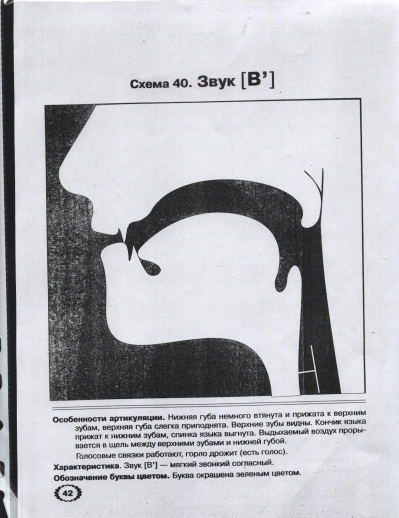 Схема 40. Звук [В’]
Особенности артикуляции. Нижняя губа немного втянута и прижата к верхним
зубам, верхняя губа слегка приподнята. Верхние зубы видны. Кончик языка
прижат к нижним зубам, спинка языка выгнута. Выдыхаемый воздух проры-
вается в щель между верхними зубами и нижней губой.
Голосовые связки работают, горло дрожит (есть голос).
Характеристика. Звук [В’] — мягкий звонкий согласный.
Обозначение буквы цветом. Буква окрашена зеленым цветом.
42